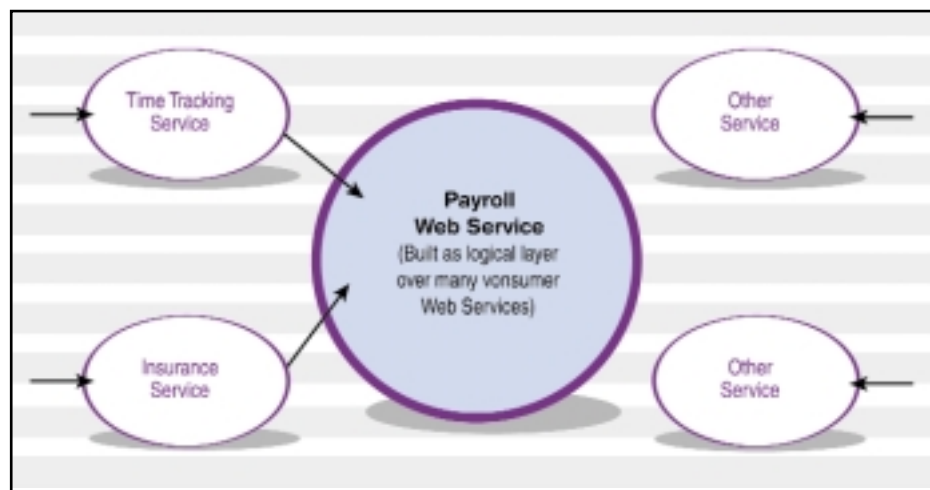 Time Tracking
Service
Other
Service
Payroll
Web Service
(Built as logical layer
over many vonsumer
Web Services)
Insurance
Service
Other
Service